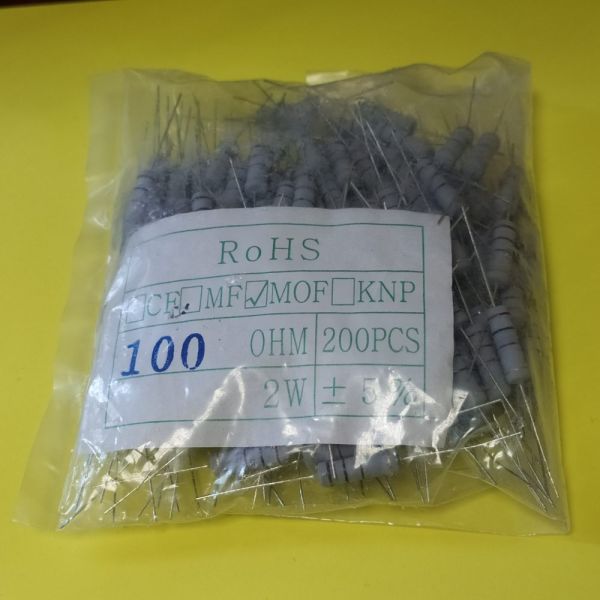 RoHS
□CF□MF☑MOF□KNP
100 OHM 200PCS
2W ± 5%